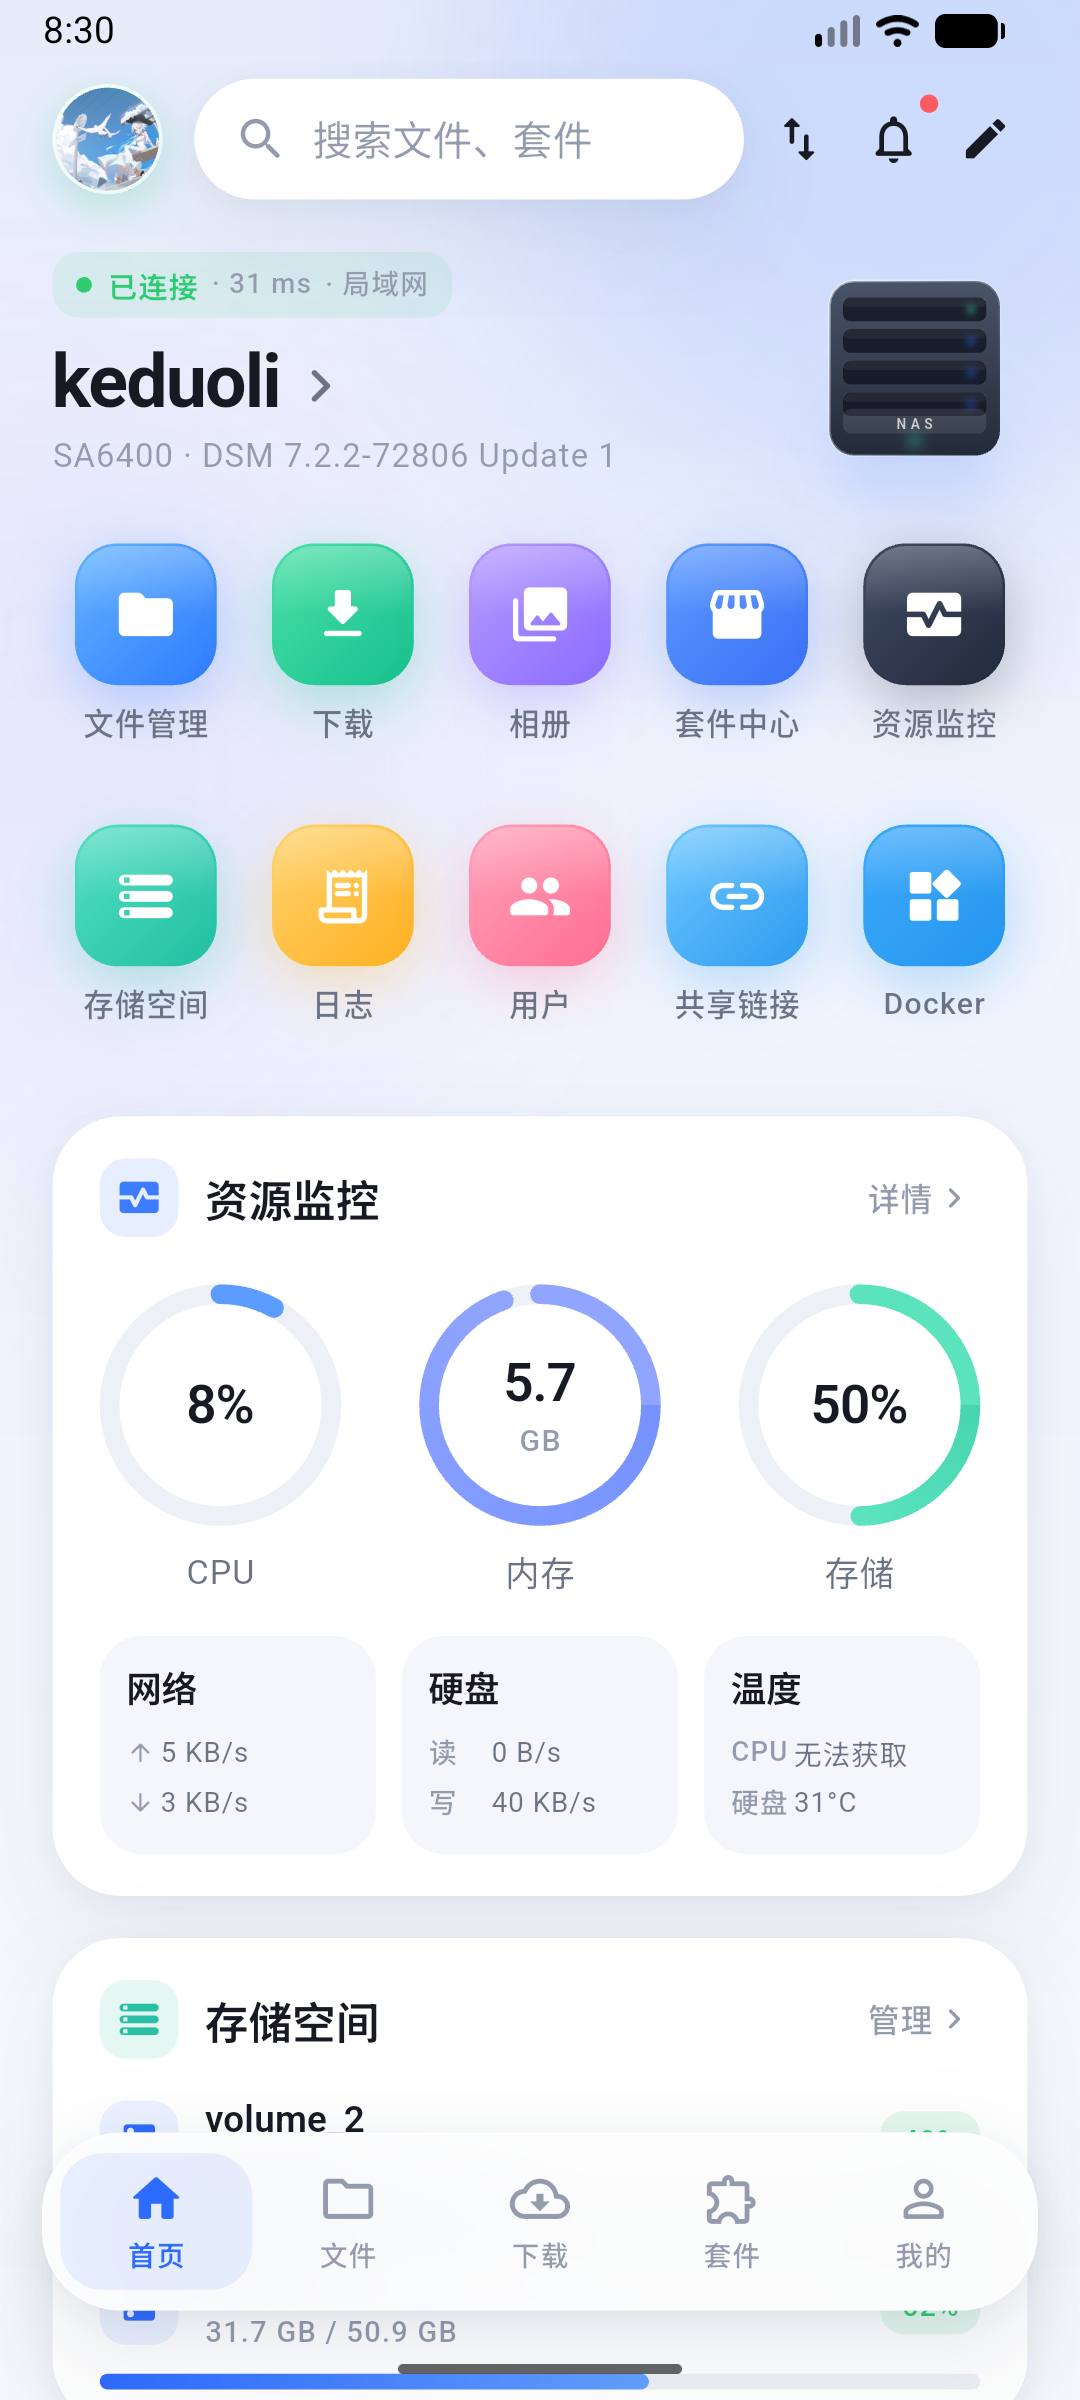 8:30
搜索文件、套件
已连接 · 31 ms · 局域网
keduoli
SA6400 · DSM 7.2.2-72806 Update 1
NAS
文件管理 下载 相册 套件中心 资源监控
存储空间 日志 用户 共享链接 Docker
资源监控 详情
8% 5.7 GB 50%
CPU 内存 存储
网络 硬盘 温度
5 KB/s 读 0 B/s CPU 无法获取
3 KB/s 写 40 KB/s 硬盘 31°C
存储空间 管理
volume_2
首页 文件 下载 套件 我的
31.7 GB / 50.9 GB